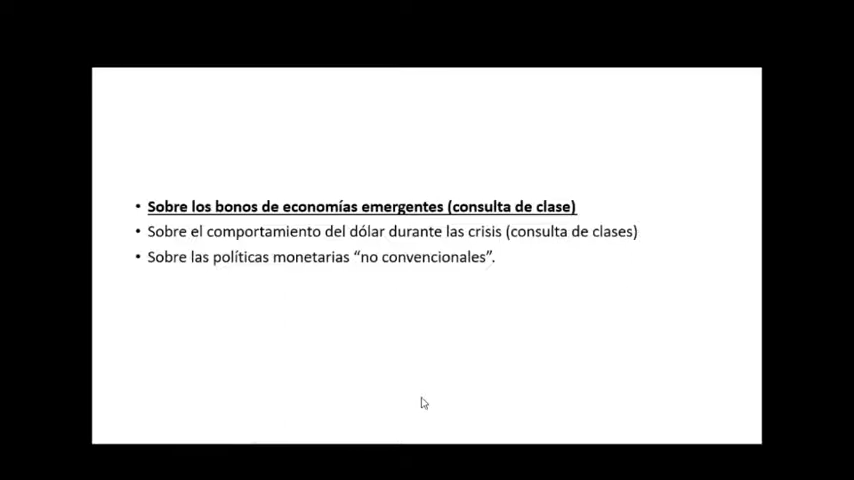 • Sobre los bonos de economías emergentes (consulta de clase)
• Sobre el comportamiento del dólar durante las crisis (consulta de clases)
• Sobre las políticas monetarias “no convencionales”.